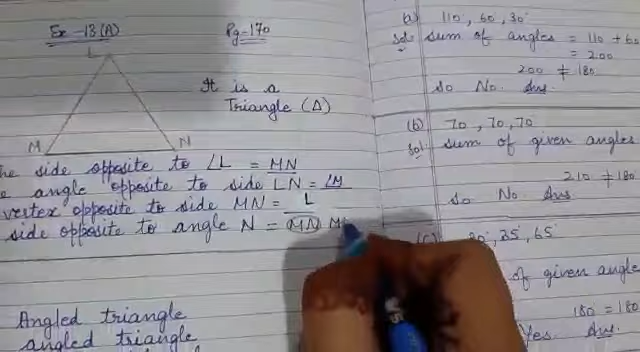 Ex-13(A)
Pg-170
L
M
N
It is a
Triangle (Δ)
he side opposite to ∠L = MN
e angle opposite to side LN = ∠M
vertex opposite to side MN = L
side opposite to angle N =
Angled triangle
angled triangle
(a) 110°, 60°, 30°
Sol: Sum of angles = 110 + 60
= 200
200 ≠ 180
So No. Ans
(b) 70, 70, 70
Sol: Sum of given angles
210 ≠ 180
So No Ans
35, 65
of given angle
180 = 180
Yes. Ans